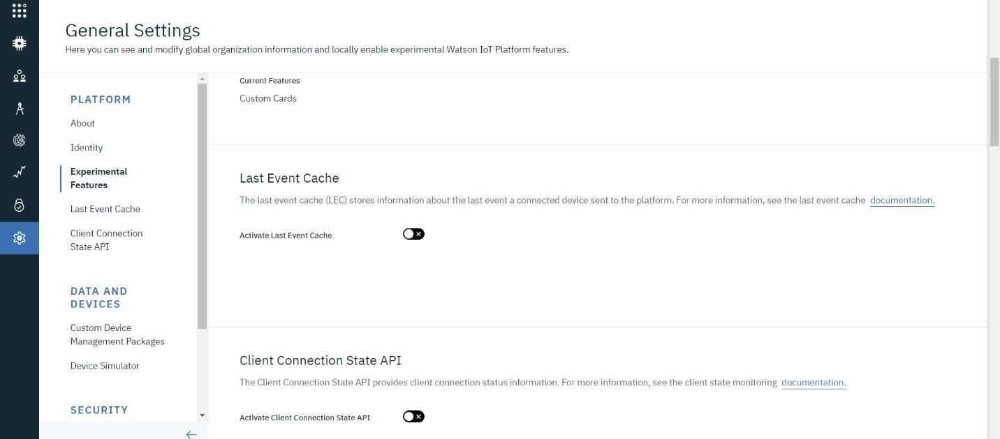 General Settings
Here you can see and modify global organization information and locally enable experimental Watson IoT Platform features.
PLATFORM
About
Identity
Experimental
Features
Last Event Cache
Client Connection
State API
DATA AND
DEVICES
Custom Device
Management Packages
Device Simulator
SECURITY
Current Features
Custom Cards
Last Event Cache
The last event cache (LEC) stores information about the last event a connected device sent to the platform. For more information, see the last event cache documentation.
Activate Last Event Cache
Client Connection State API
The Client Connection State API provides client connection status information. For more information, see the client state monitoring documentation.
Activate Client Connection State API